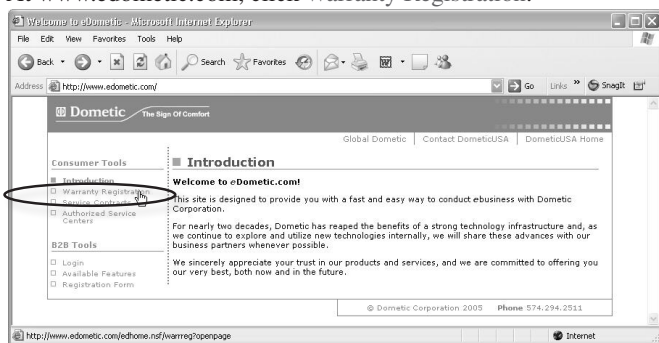 At www.edometic.com, click Warranty Registration.
Welcome to eDometic - Microsoft Internet Explorer
File Edit View Favorites Tools Help
Back Search Favorites
Address http://www.edometic.com/ Go Links » SnagIt
Dometic The Sign Of Comfort
Global Dometic | Contact DometicUSA | DometicUSA Home
Consumer Tools
Introduction
Warranty Registration
Service Contracts
Authorized Service
Centers
B2B Tools
Login
Available Features
Registration Form
Introduction
Welcome to eDometic.com!
This site is designed to provide you with a fast and easy way to conduct ebusiness with Dometic
Corporation.
For nearly two decades, Dometic has reaped the benefits of a strong technology infrastructure and, as
we continue to explore and utilize new technologies internally, we will share these advances with our
business partners whenever possible.
We sincerely appreciate your trust in our products and services, and we are committed to offering you
our very best, both now and in the future.
© Dometic Corporation 2005 Phone 574.294.2511
http://www.edometic.com/edhome.nsf/warrreg?openpage Internet